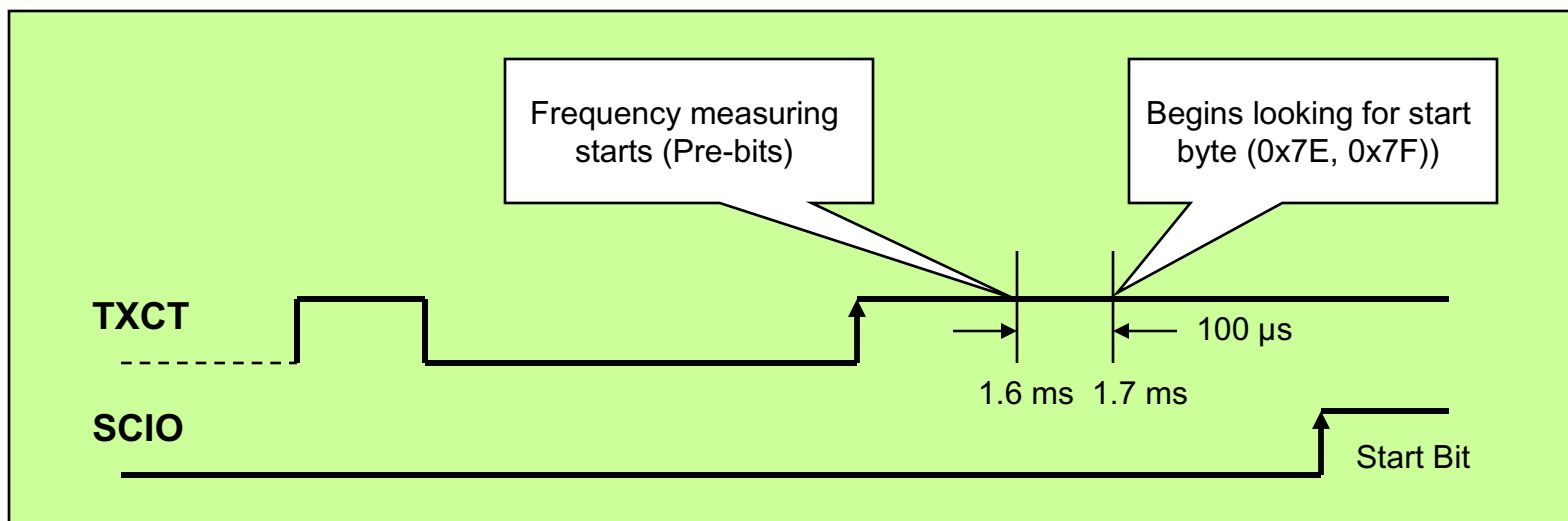 Frequency measuring
starts (Pre-bits)
Begins looking for start
byte (0x7E, 0x7F))
TXCT
100 µs
1.6 ms 1.7 ms
SCIO
Start Bit